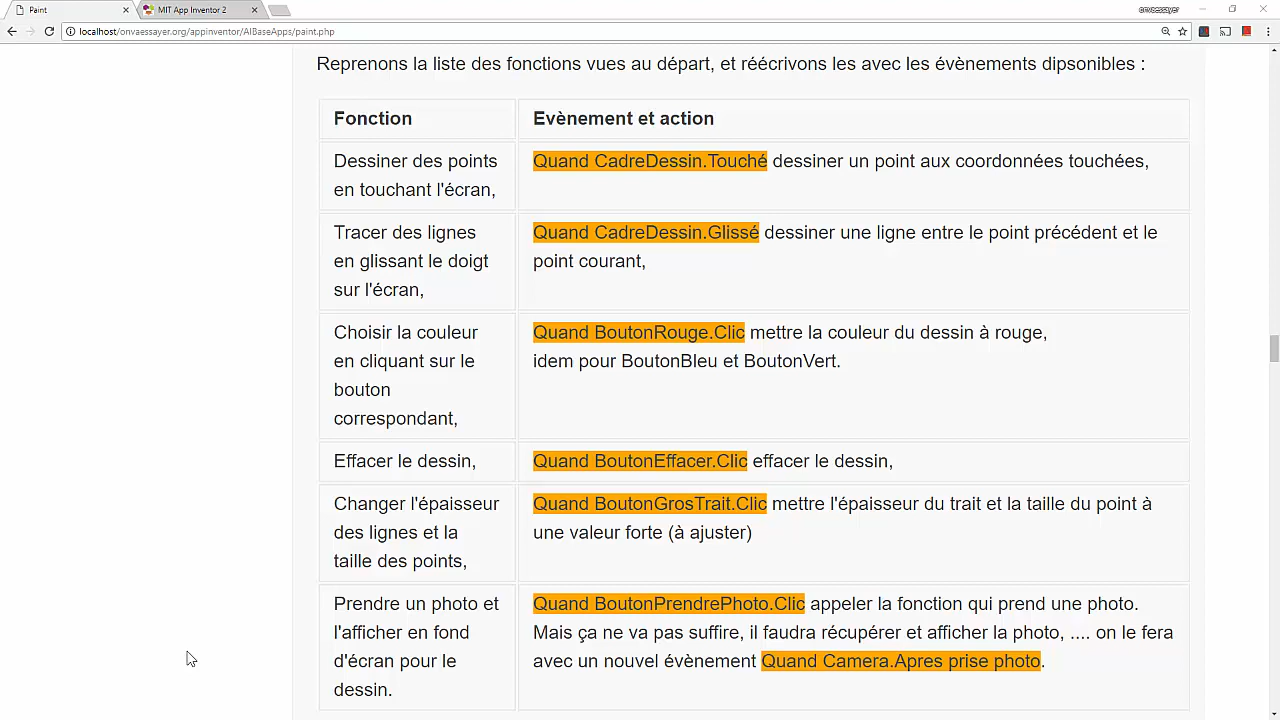 Paint
MIT App Inventor 2
onvaessayer
localhost/onvaessayer.org/appinventor/AIBaseApps/paint.php
Reprenons la liste des fonctions vues au départ, et réécrivons les avec les évènements dipsonibles :
Fonction
Evènement et action
Dessiner des points
en touchant l'écran,
Quand CadreDessin.Touché dessiner un point aux coordonnées touchées,
Tracer des lignes
en glissant le doigt
sur l'écran,
Quand CadreDessin.Glissé dessiner une ligne entre le point précédent et le
point courant,
Choisir la couleur
en cliquant sur le
bouton
correspondant,
Quand BoutonRouge.Clic mettre la couleur du dessin à rouge,
idem pour BoutonBleu et BoutonVert.
Effacer le dessin,
Quand BoutonEffacer.Clic effacer le dessin,
Changer l'épaisseur
des lignes et la
taille des points,
Quand BoutonGrosTrait.Clic mettre l'épaisseur du trait et la taille du point à
une valeur forte (à ajuster)
Prendre un photo et
l'afficher en fond
d'écran pour le
dessin.
Quand BoutonPrendrePhoto.Clic appeler la fonction qui prend une photo.
Mais ça ne va pas suffire, il faudra récupérer et afficher la photo, .... on le fera
avec un nouvel évènement Quand Camera.Apres prise photo.